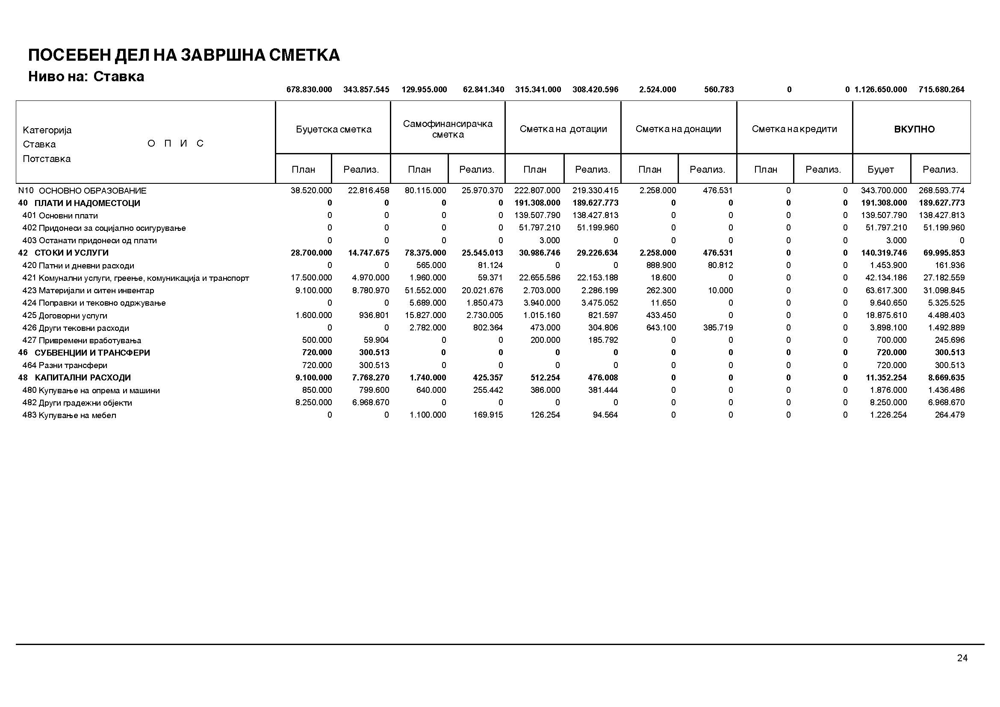 ПОСЕБЕН ДЕЛ НА ЗАВРШНА СМЕТКА
Ниво на: Ставка
678.830.000 343.857.545 129.955.000 62.841.340 315.341.000 308.420.596 2.524.000 560.783 0 0 1.126.650.000 715.680.264
Категорија
Ставка О П И С
Потставка
Буџетска сметка Самофинансирачка сметка Сметка на дотации Сметка на донации Сметка на кредити ВКУПНО
План Реализ. План Реализ. План Реализ. План Реализ. План Реализ. Буџет Реализ.
N10 ОСНОВНО ОБРАЗОВАНИЕ 38.520.000 22.816.458 80.115.000 25.970.370 222.807.000 219.330.415 2.258.000 476.531 0 0 343.700.000 268.593.774
40 ПЛАТИ И НАДОМЕСТОЦИ 0 0 0 0 191.308.000 189.627.773 0 0 0 0 191.308.000 189.627.773
401 Основни плати 0 0 0 0 139.507.790 138.427.813 0 0 0 0 139.507.790 138.427.813
402 Придонеси за социјално осигурување 0 0 0 0 51.797.210 51.199.960 0 0 0 0 51.797.210 51.199.960
403 Останати придонеси од плати 0 0 0 0 3.000 0 0 0 0 0 3.000 0
42 СТОКИ И УСЛУГИ 28.700.000 14.747.675 78.375.000 25.545.013 30.986.746 29.226.634 2.258.000 476.531 0 0 140.319.746 69.995.853
420 Патни и дневни расходи 0 0 565.000 81.124 0 0 888.900 80.812 0 0 1.453.900 161.936
421 Комунални услуги, греење, комуникација и транспорт 17.500.000 4.970.000 1.960.000 59.371 22.655.586 22.153.188 18.600 0 0 0 42.134.186 27.182.559
423 Материјали и ситен инвентар 9.100.000 8.780.970 51.552.000 20.021.676 2.703.000 2.286.199 262.300 10.000 0 0 63.617.300 31.098.845
424 Поправки и тековно одржување 0 0 5.689.000 1.850.473 3.940.000 3.475.052 11.650 0 0 0 9.640.650 5.325.525
425 Договорни услуги 1.600.000 936.801 15.827.000 2.730.005 1.015.160 821.597 433.450 0 0 0 18.875.610 4.488.403
426 Други тековни расходи 0 0 2.782.000 802.364 473.000 304.806 643.100 385.719 0 0 3.898.100 1.492.889
427 Привремени вработувања 500.000 59.904 0 0 200.000 185.792 0 0 0 0 700.000 245.696
46 СУБВЕНЦИИ И ТРАНСФЕРИ 720.000 300.513 0 0 0 0 0 0 0 0 720.000 300.513
464 Разни трансфери 720.000 300.513 0 0 0 0 0 0 0 0 720.000 300.513
48 КАПИТАЛНИ РАСХОДИ 9.100.000 7.768.270 1.740.000 425.357 512.254 476.008 0 0 0 0 11.352.254 8.669.635
480 Купување на опрема и машини 850.000 799.600 640.000 255.442 386.000 381.444 0 0 0 0 1.876.000 1.436.486
482 Други градежни објекти 8.250.000 6.968.670 0 0 0 0 0 0 0 0 8.250.000 6.968.670
483 Купување на мебел 0 0 1.100.000 169.915 126.254 94.564 0 0 0 0 1.226.254 264.479
24